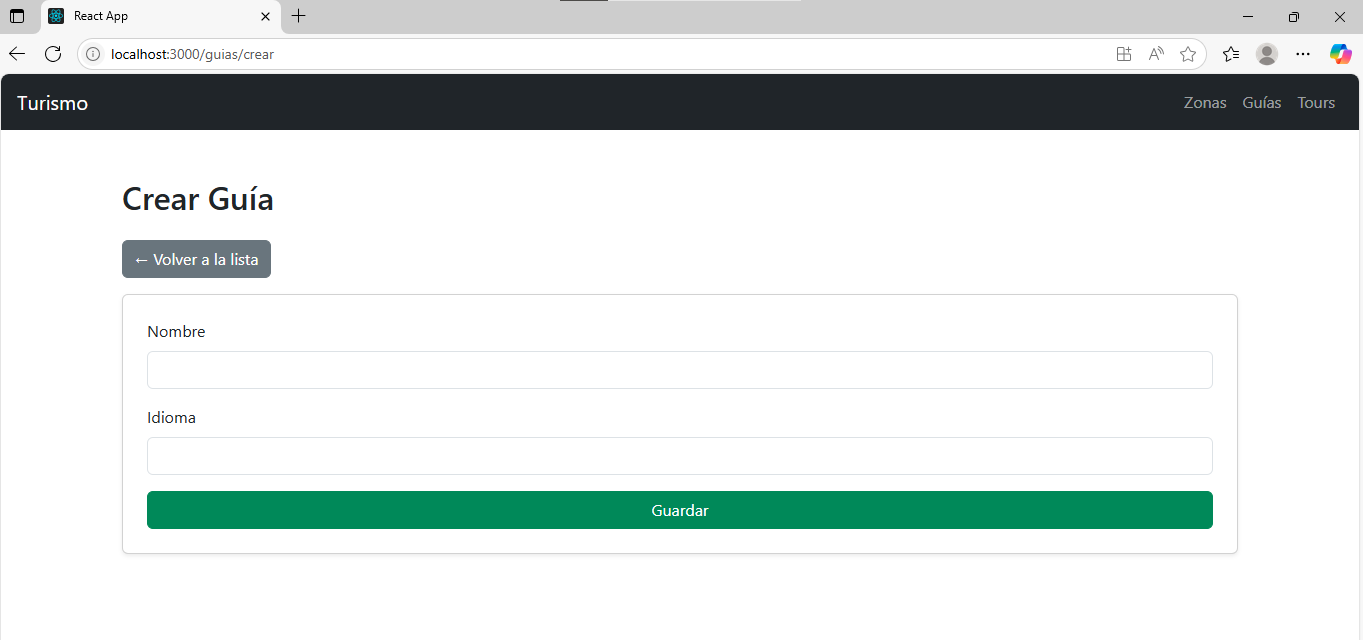 React App
localhost:3000/guias/crear
Turismo
Zonas Guías Tours
Crear Guía
← Volver a la lista
Nombre
Idioma
Guardar